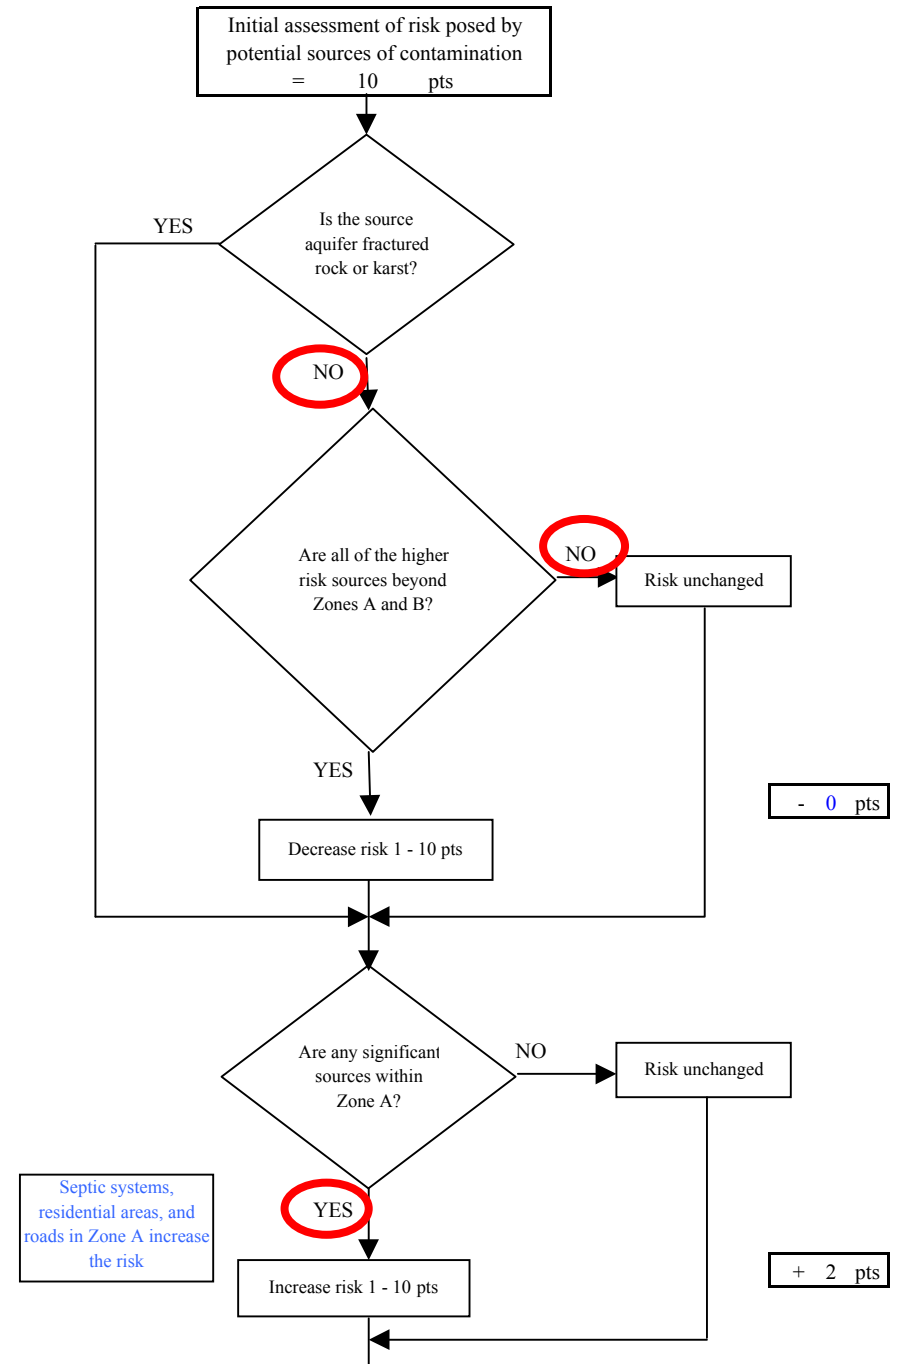 Initial assessment of risk posed by
potential sources of contamination
= 10 pts
YES
Is the source
aquifer fractured
rock or karst?
NO
Are all of the higher
risk sources beyond
Zones A and B?
NO
Risk unchanged
YES
- 0 pts
Decrease risk 1 - 10 pts
Are any significant
sources within
Zone A?
NO
Risk unchanged
Septic systems,
residential areas, and
roads in Zone A increase
the risk
YES
Increase risk 1 - 10 pts
+ 2 pts